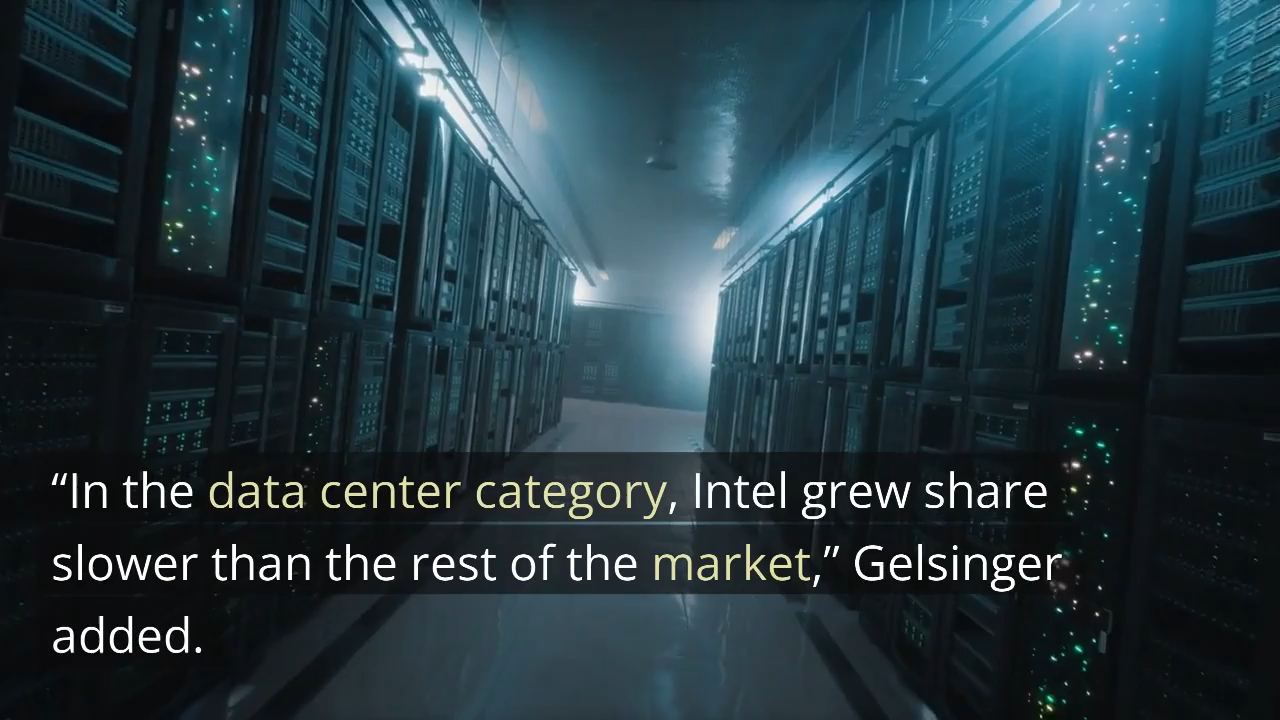 “In the data center category, Intel grew share
slower than the rest of the market,” Gelsinger
added.